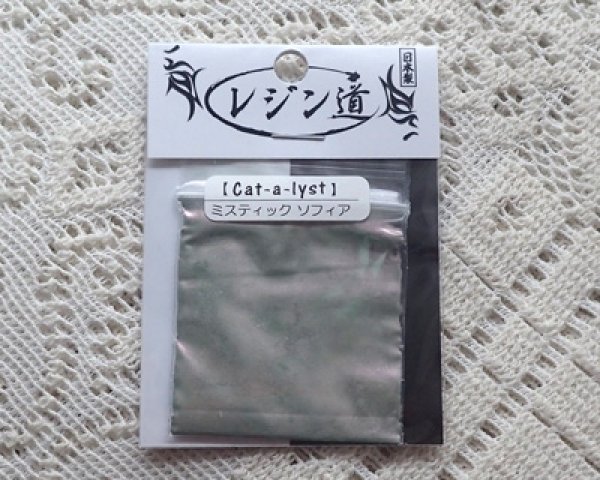 レジン道
日本製
【Cat-a-lyst】
ミスティック ソフィア